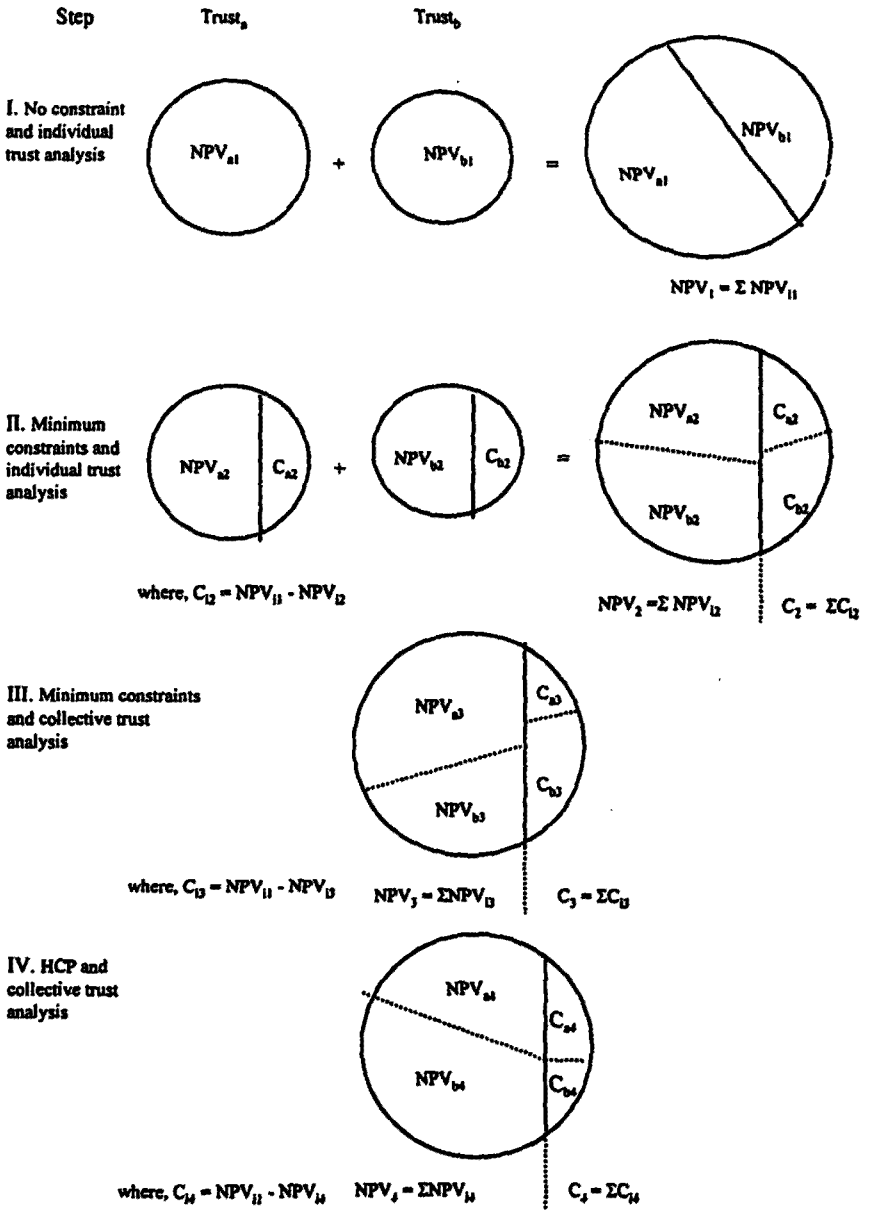 Step Trustₐ Trust_b
I. No constraint
and individual
trust analysis
NPV_a1 + NPV_b1 = NPV_a1 NPV_b1
NPV_1 = Σ NPV_i1
II. Minimum
constraints and
individual trust
analysis
NPV_a2 C_a2 + NPV_b2 C_b2 = NPV_a2 C_a2
NPV_b2 C_b2
where, C_i2 = NPV_i1 - NPV_i2 NPV_2 =Σ NPV_i2 C_2 = ΣC_i2
III. Minimum constraints
and collective trust
analysis
NPV_a3 C_a3
NPV_b3 C_b3
where, C_i3 = NPV_i1 - NPV_i3 NPV_3 = ΣNPV_i3 C_3 = ΣC_i3
IV. HCP and
collective trust
analysis
NPV_a4 C_a4
NPV_b4 C_b4
where, C_i4 = NPV_i1 - NPV_i4 NPV_4 = ΣNPV_i4 C_4 = ΣC_i4